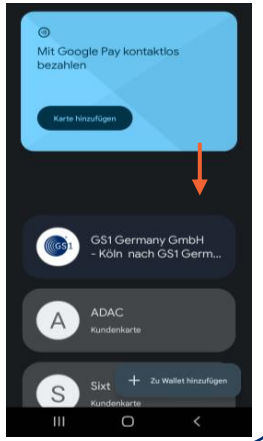 Mit Google Pay kontaktlos
bezahlen
Karte hinzufügen
GS1
GS1 Germany GmbH
- Köln nach GS1 Germ...
A
ADAC
Kundenkarte
S
Sixt
+ Zu Wallet hinzufügen
Kundenkarte